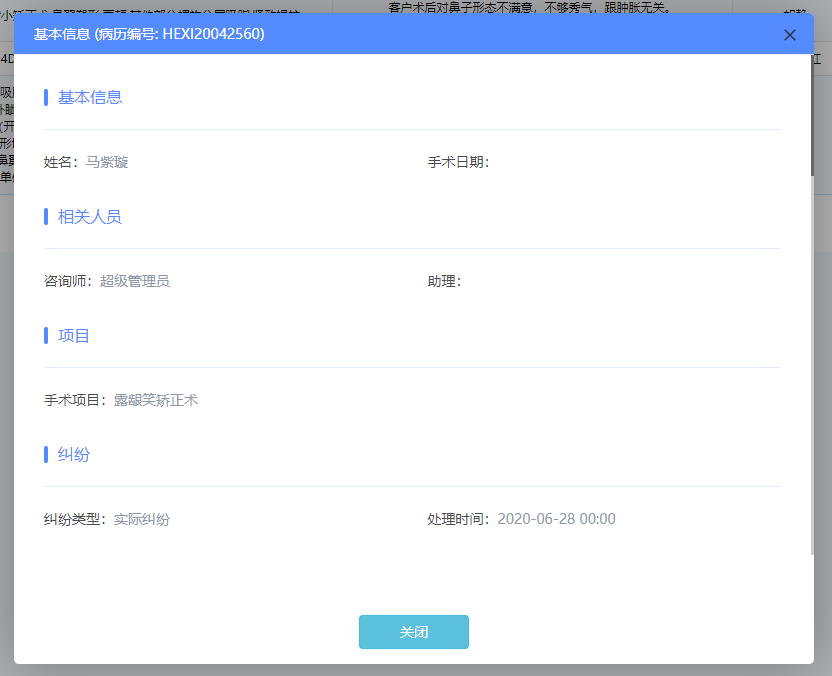 客户术后对鼻子形态不满意，不够秀气，跟肿胀无关。
基本信息 (病历编号: HEXI20042560)
基本信息
姓名：马紫璇
手术日期：
相关人员
咨询师：超级管理员
助理：
项目
手术项目：露龈笑矫正术
纠纷
纠纷类型：实际纠纷
处理时间：2020-06-28 00:00
关闭